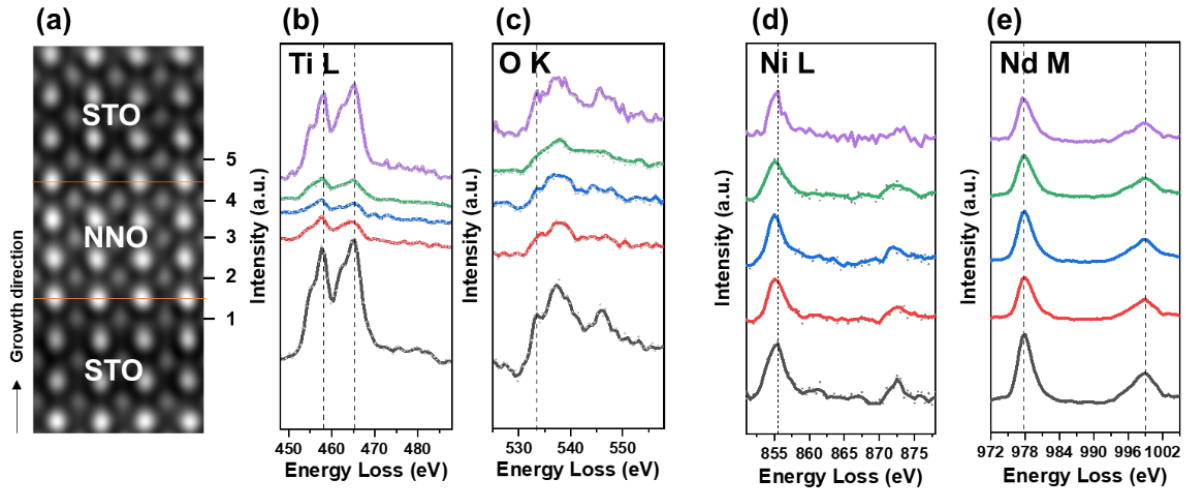 (a)
STO
5
4
NNO
3
2
1
STO
Growth direction
(b)
Ti L
Intensity (a.u.)
450 460 470 480
Energy Loss (eV)
(c)
O K
Intensity (a.u.)
530 540 550
Energy Loss (eV)
(d)
Ni L
Intensity (a.u.)
855 860 865 870 875
Energy Loss (eV)
(e)
Nd M
Intensity (a.u.)
972 978 984 990 996 1002
Energy Loss (eV)